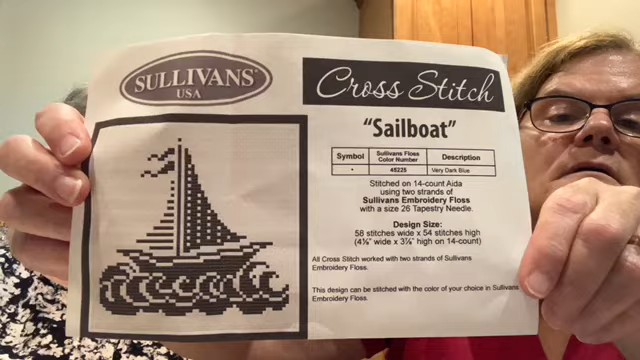 SULLIVANS®
USA
Cross Stitch
"Sailboat"
Symbol Sullivans Floss Color Number Description
• 45225 Very Dark Blue
Stitched on 14-count Aida
using two strands of
Sullivans Embroidery Floss
with a size 26 Tapestry Needle.
Design Size:
58 stitches wide x 54 stitches high
(4⅛" wide x 3⅞" high on 14-count)
All Cross Stitch worked with two strands of Sullivans
Embroidery Floss.
This design can be stitched with the color of your choice in Sullivans
Embroidery Floss.